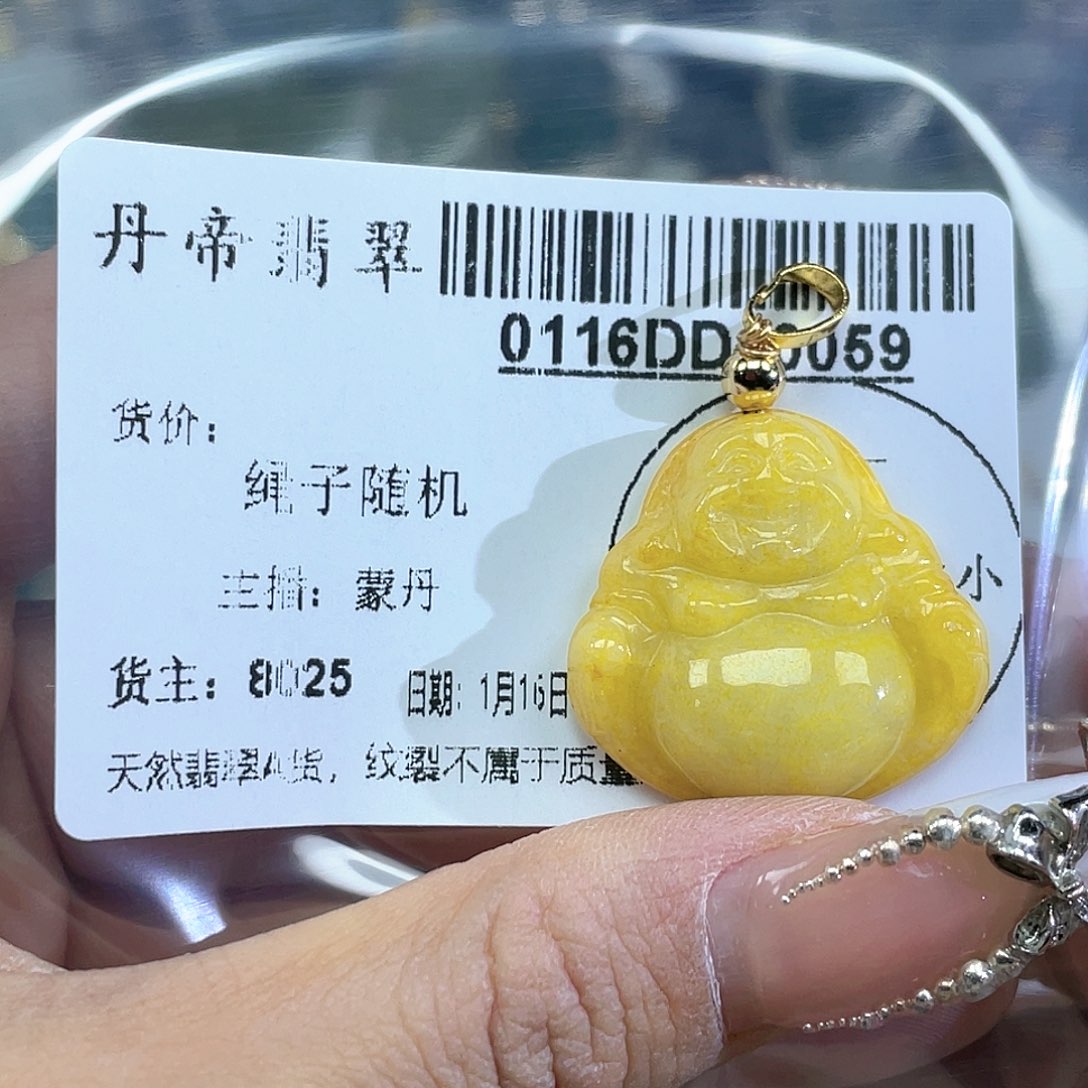 丹帝翡翠
0116DD 0059
货价：
绳子随机
小
主播：蒙丹
货主：8025 日期：1月16日
天然翡翠A货，纹裂不属于质量